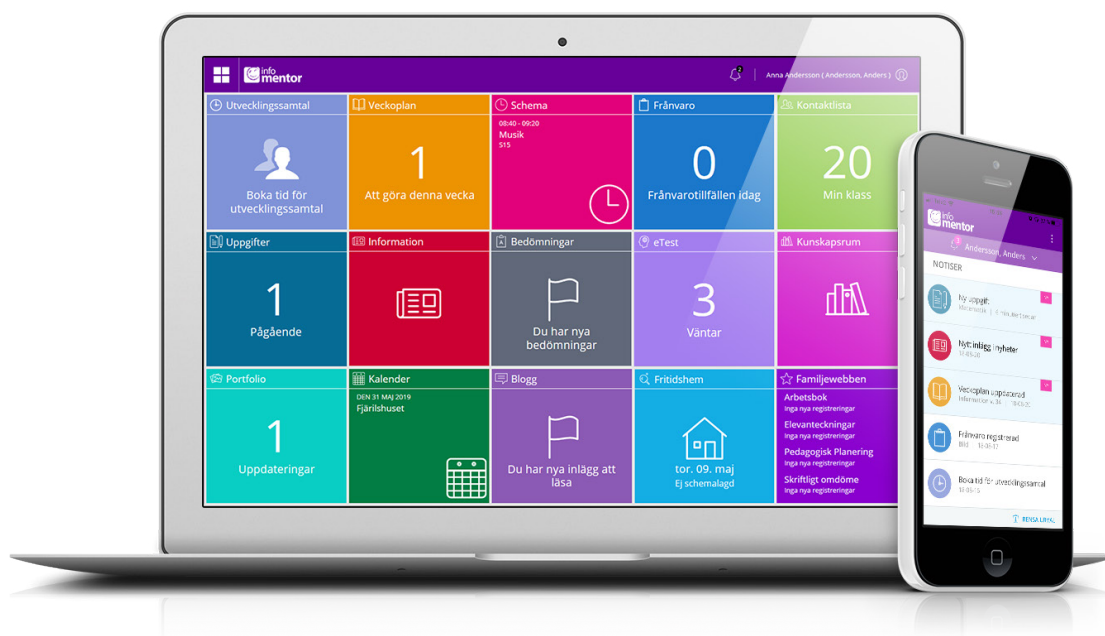 info
mentor
2
Anna Andersson ( Andersson, Anders )
Utvecklingssamtal
Boka tid för
utvecklingssamtal
Veckoplan
1
Att göra denna vecka
Schema
08:40 - 09:20
Musik
S15
Frånvaro
0
Frånvarotillfällen idag
Kontaktlista
20
Min klass
Uppgifter
1
Pågående
Information
Bedömningar
Du har nya
bedömningar
eTest
3
Väntar
Kunskapsrum
Portfolio
1
Uppdateringar
Kalender
DEN 31 MAJ 2019
Fjärilshuset
Blogg
Du har nya inlägg att
läsa
Fritidshem
tor. 09. maj
Ej schemalagd
Familjewebben
Arbetsbok
Inga nya registreringar
Elevanteckningar
Inga nya registreringar
Pedagogisk Planering
Inga nya registreringar
Skriftligt omdöme
Inga nya registreringar
info
mentor
Andersson, Anders
NOTISER
Ny uppgift
Nytt inlägg i nyheter
Veckoplan uppdaterad
Frånvaro registrerad
Boka tid för utvecklingssamtal